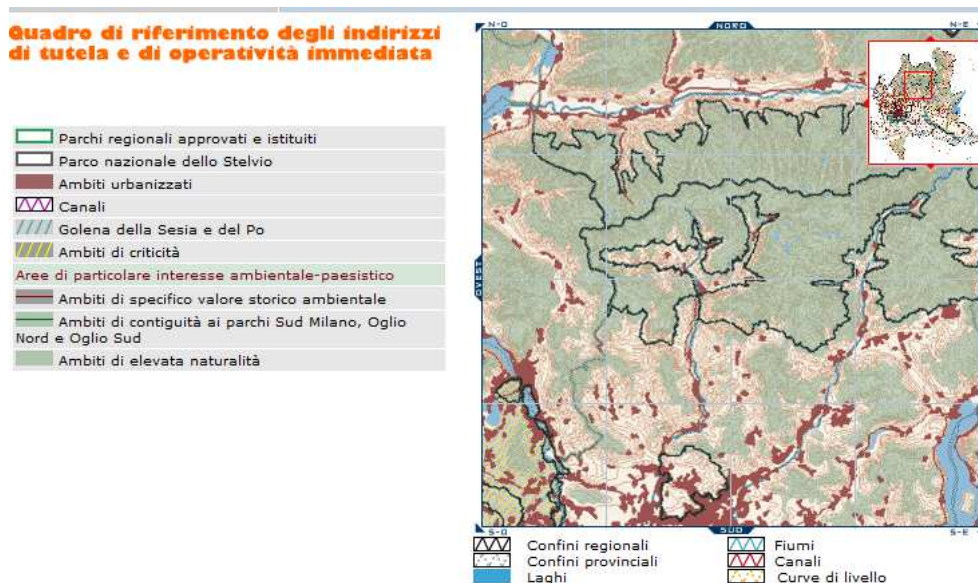 Quadro di riferimento degli indirizzi
di tutela e di operatività immediata
Parchi regionali approvati e istituiti
Parco nazionale dello Stelvio
Ambiti urbanizzati
Canali
Golena della Sesia e del Po
Ambiti di criticità
Aree di particolare interesse ambientale-paesistico
Ambiti di specifico valore storico ambientale
Ambiti di contiguità ai parchi Sud Milano, Oglio
Nord e Oglio Sud
Ambiti di elevata naturalità
N-O
NORD
N-E
OVEST
S-O
SUD
S-E
Confini regionali
Confini provinciali
Laghi
Fiumi
Canali
Curve di livello